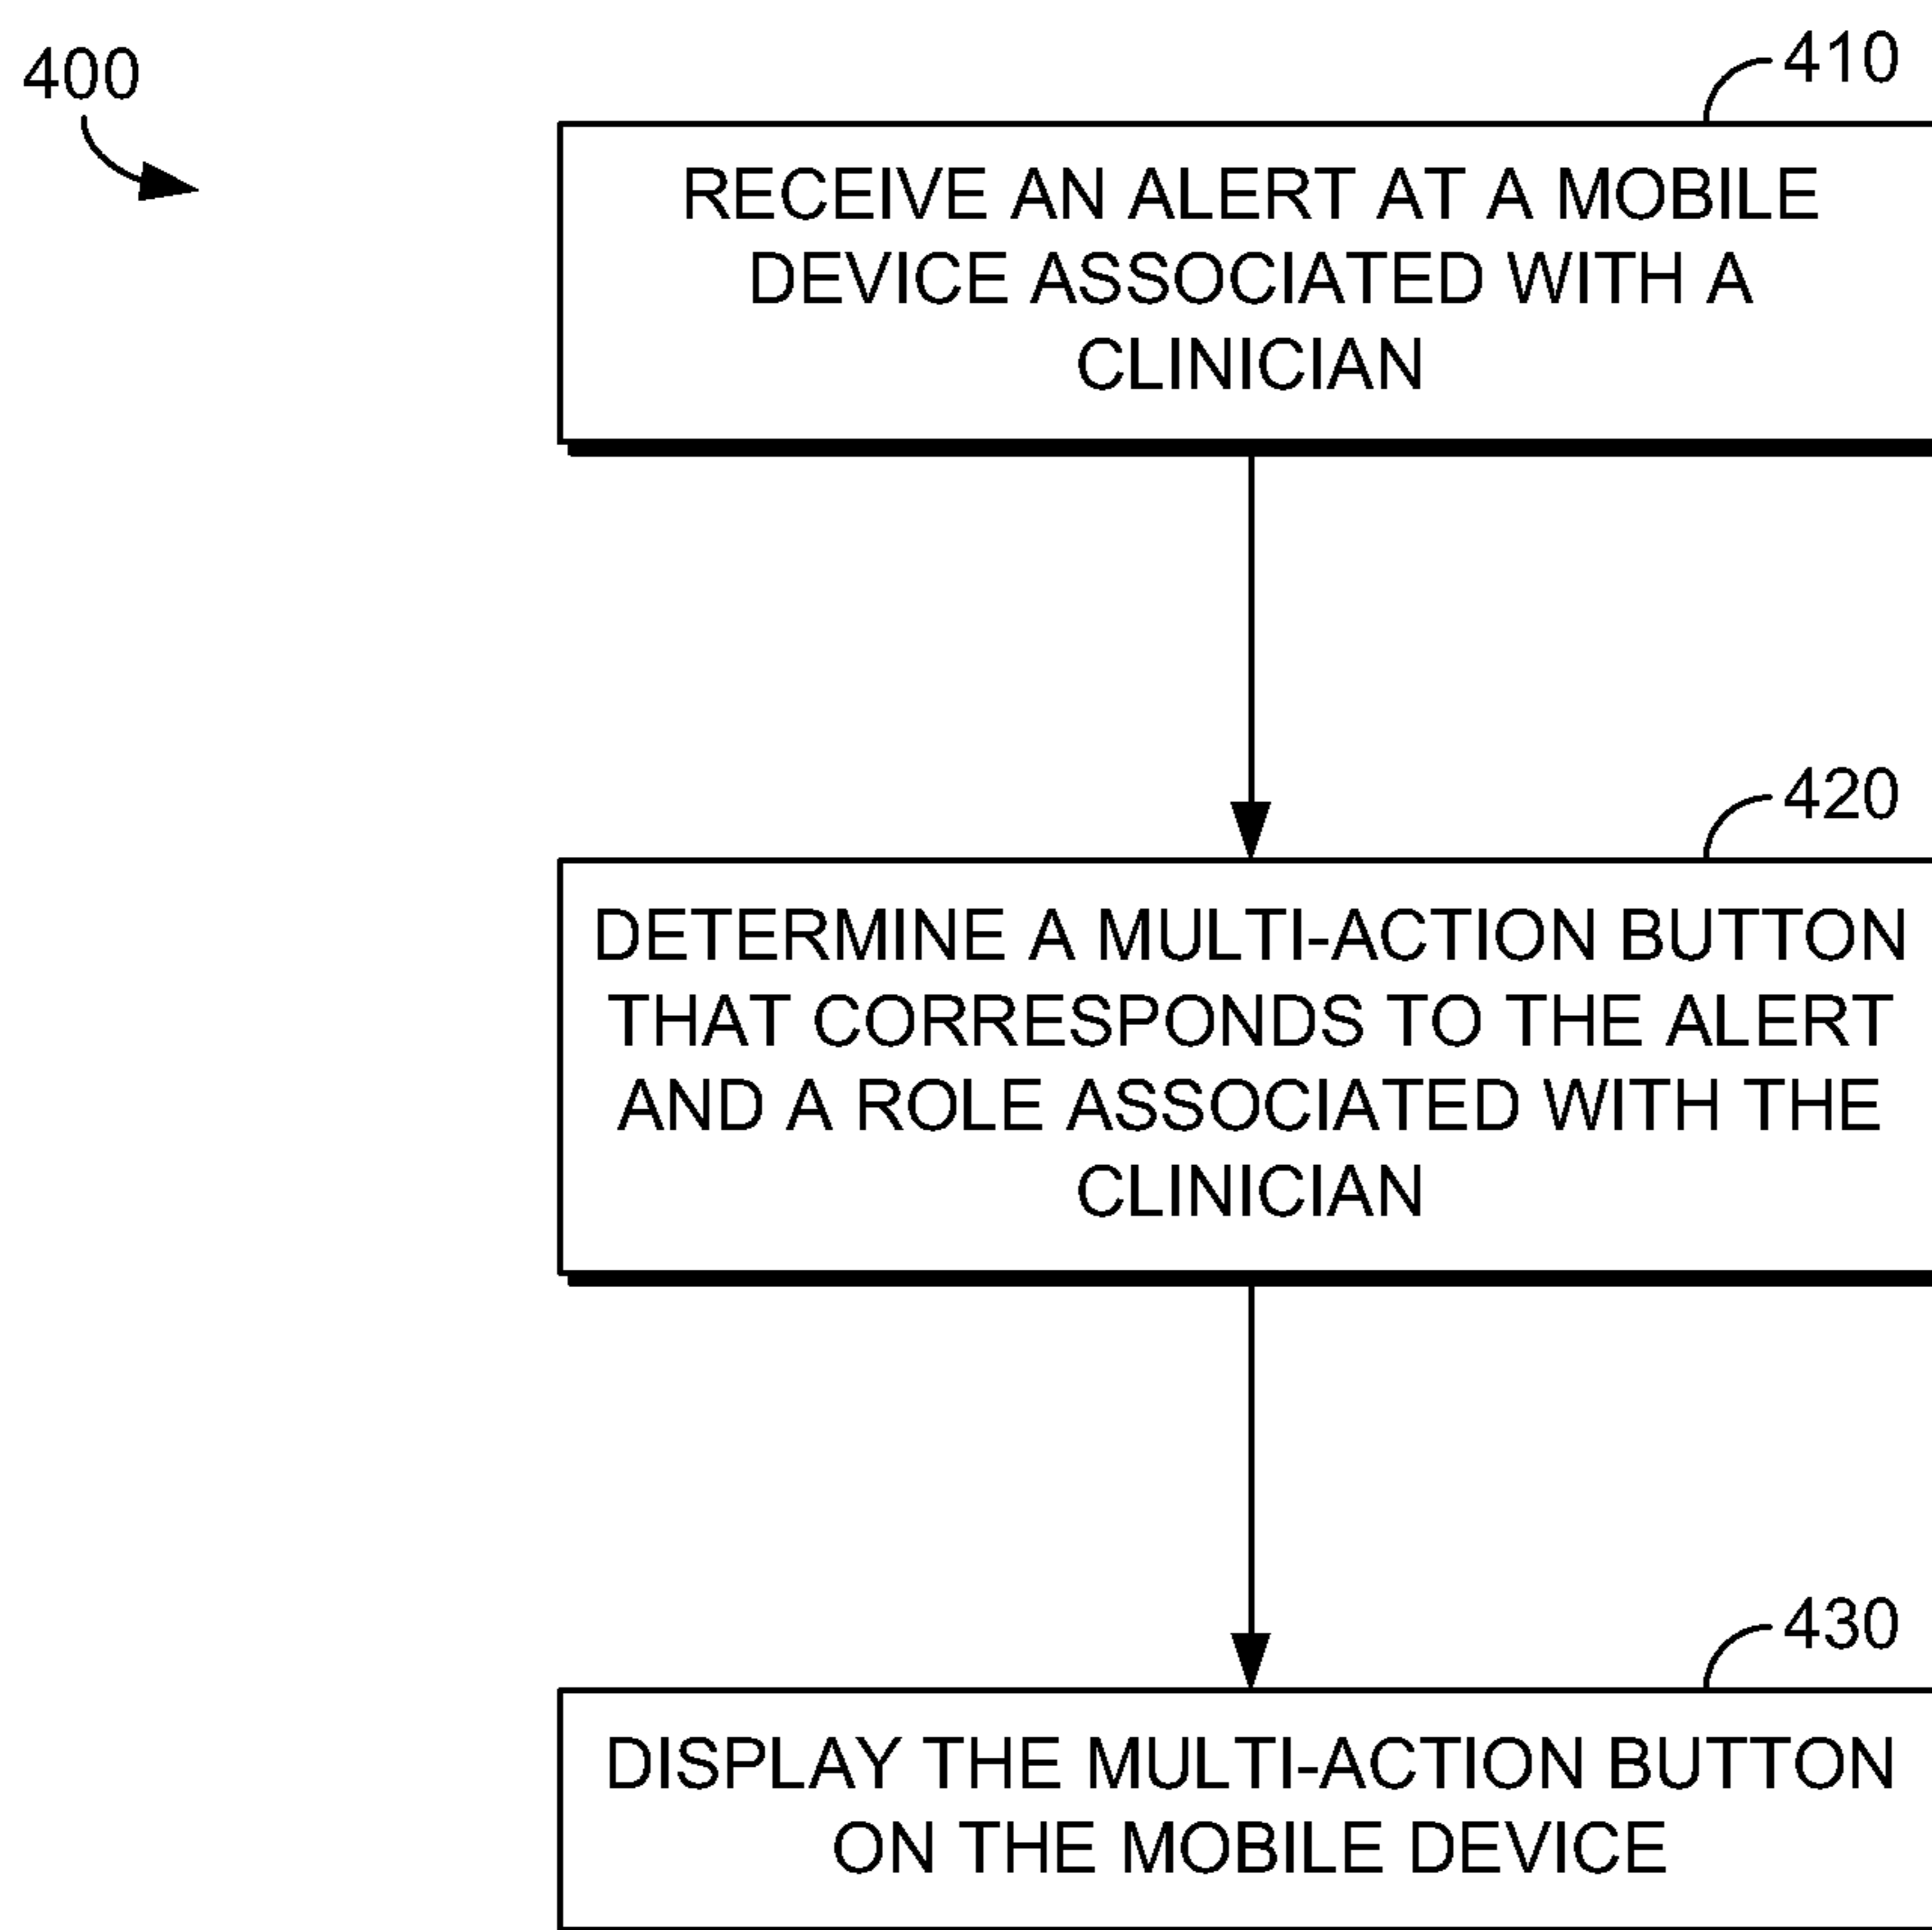 400
410
RECEIVE AN ALERT AT A MOBILE
DEVICE ASSOCIATED WITH A
CLINICIAN
420
DETERMINE A MULTI-ACTION BUTTON
THAT CORRESPONDS TO THE ALERT
AND A ROLE ASSOCIATED WITH THE
CLINICIAN
430
DISPLAY THE MULTI-ACTION BUTTON
ON THE MOBILE DEVICE